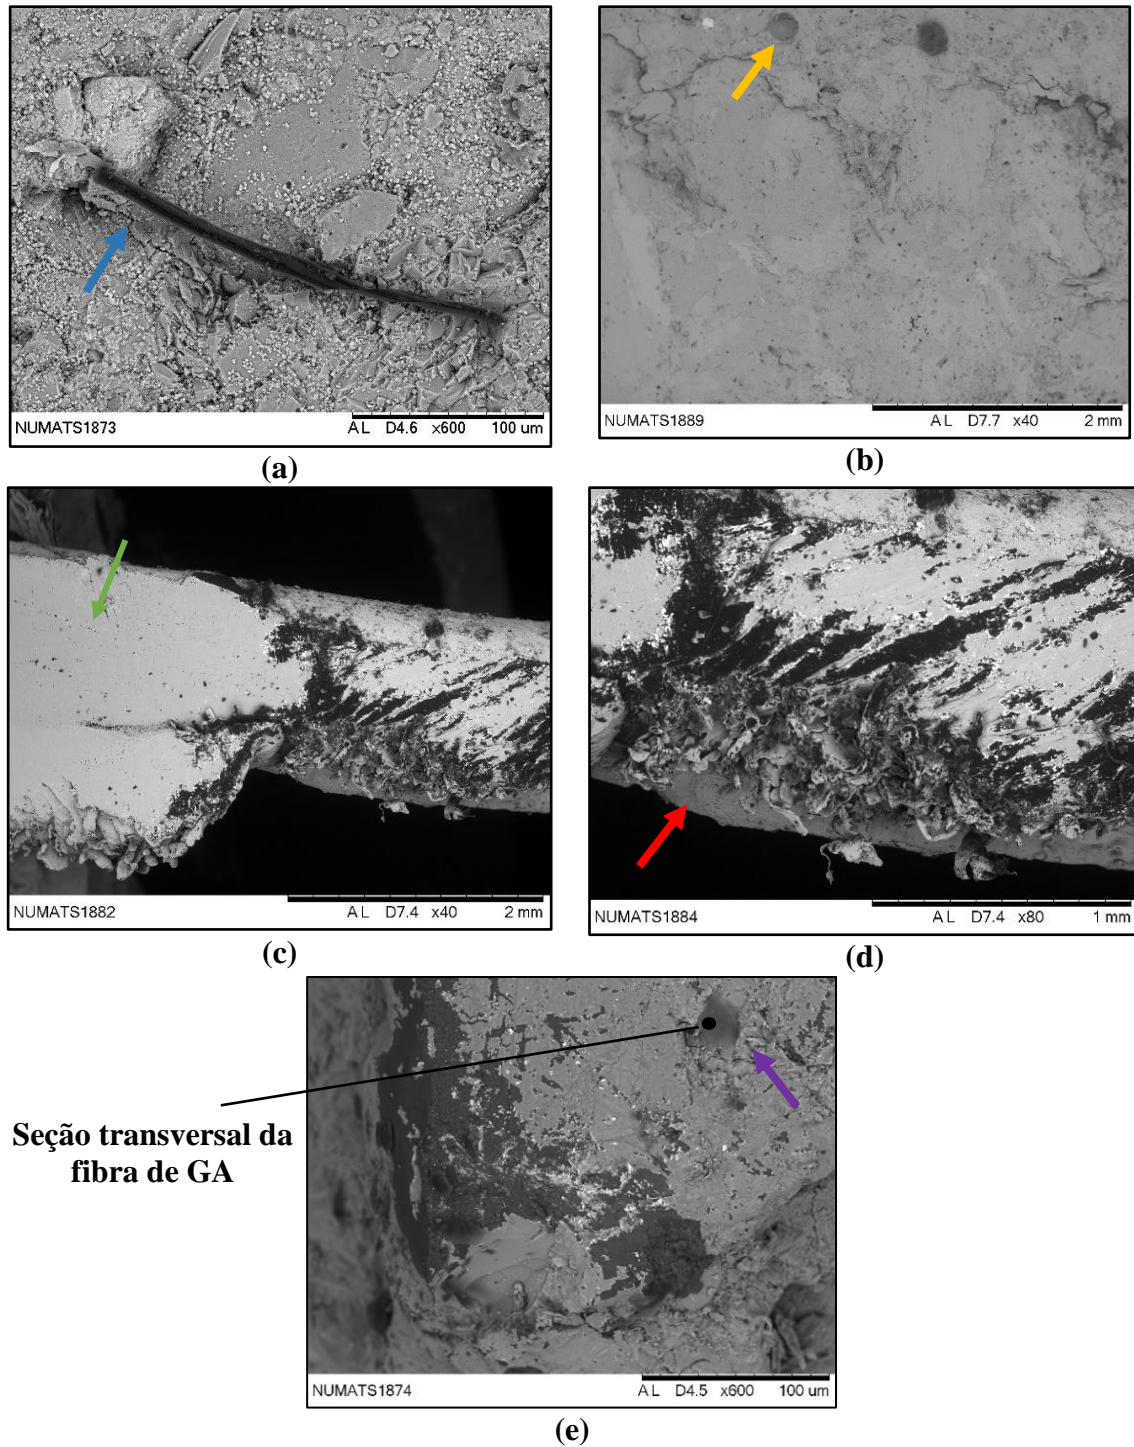 NUMATS1873 AL D4.6 x600 100 um
(a)
NUMATS1889 AL D7.7 x40 2 mm
(b)
NUMATS1882 AL D7.4 x40 2 mm
(c)
NUMATS1884 AL D7.4 x80 1 mm
(d)
Seção transversal da
fibra de GA
NUMATS1874 AL D4.5 x600 100 um
(e)